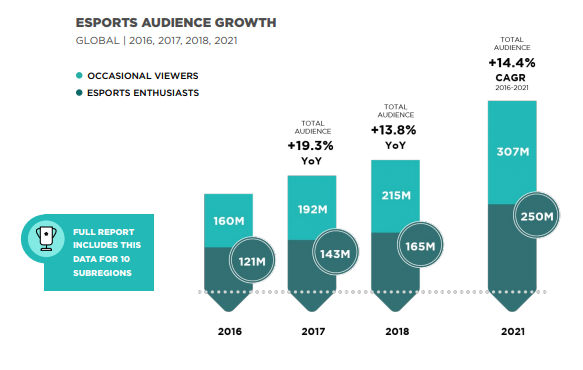 ESPORTS AUDIENCE GROWTH
GLOBAL | 2016, 2017, 2018, 2021
OCCASIONAL VIEWERS
ESPORTS ENTHUSIASTS
TOTAL
AUDIENCE
+19.3%
YoY
TOTAL
AUDIENCE
+13.8%
YoY
TOTAL
AUDIENCE
+14.4%
CAGR
2016-2021
160M
192M
215M
307M
121M
143M
165M
250M
FULL REPORT
INCLUDES THIS
DATA FOR 10
SUBREGIONS
2016
2017
2018
2021